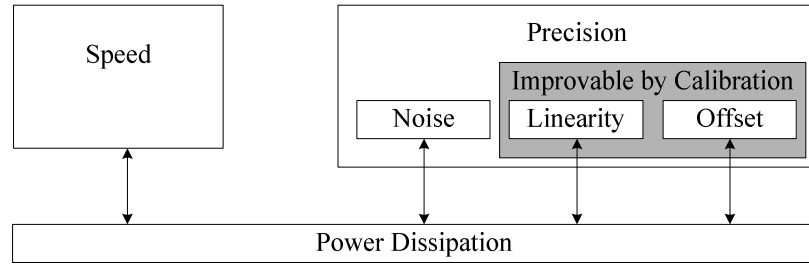 Speed
Precision
Improvable by Calibration
Noise
Linearity
Offset
Power Dissipation